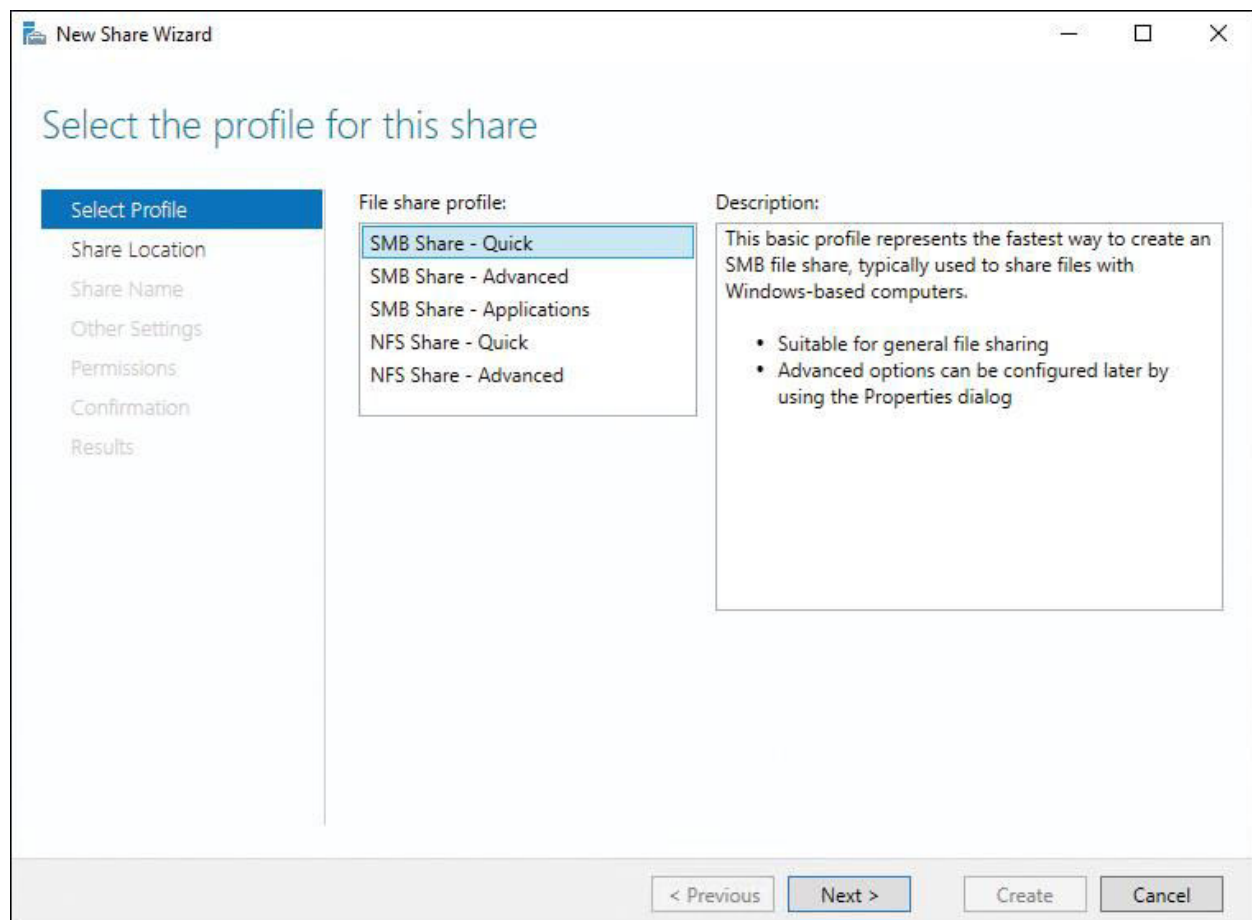 New Share Wizard
Select the profile for this share
Select Profile
Share Location
Share Name
Other Settings
Permissions
Confirmation
Results
File share profile:
SMB Share - Quick
SMB Share - Advanced
SMB Share - Applications
NFS Share - Quick
NFS Share - Advanced
Description:
This basic profile represents the fastest way to create an
SMB file share, typically used to share files with
Windows-based computers.
• Suitable for general file sharing
• Advanced options can be configured later by
using the Properties dialog
< Previous
Next >
Create
Cancel